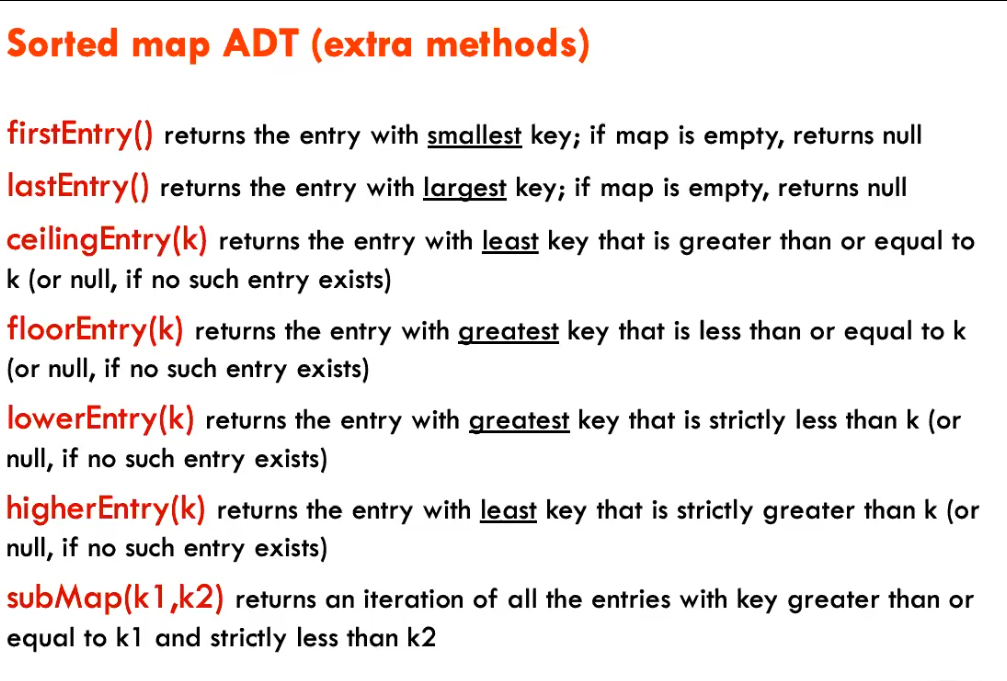 Sorted map ADT (extra methods)
firstEntry() returns the entry with smallest key; if map is empty, returns null
lastEntry() returns the entry with largest key; if map is empty, returns null
ceilingEntry(k) returns the entry with least key that is greater than or equal to
k (or null, if no such entry exists)
floorEntry(k) returns the entry with greatest key that is less than or equal to k
(or null, if no such entry exists)
lowerEntry(k) returns the entry with greatest key that is strictly less than k (or
null, if no such entry exists)
higherEntry(k) returns the entry with least key that is strictly greater than k (or
null, if no such entry exists)
subMap(k1,k2) returns an iteration of all the entries with key greater than or
equal to k1 and strictly less than k2